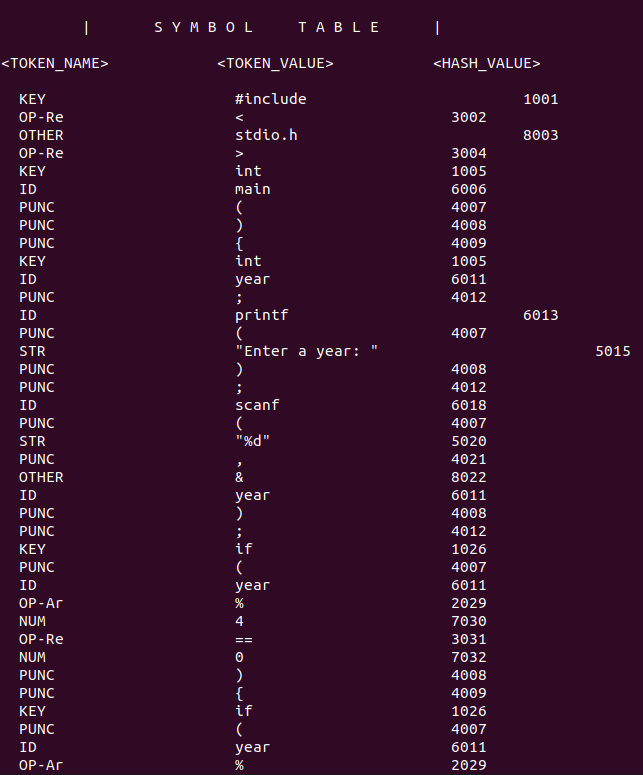 | S Y M B O L T A B L E |
<TOKEN_NAME> <TOKEN_VALUE> <HASH_VALUE>
KEY #include 1001
OP-Re < 3002
OTHER stdio.h 8003
OP-Re > 3004
KEY int 1005
ID main 6006
PUNC ( 4007
PUNC ) 4008
PUNC { 4009
KEY int 1005
ID year 6011
PUNC ; 4012
ID printf 6013
PUNC ( 4007
STR "Enter a year: " 5015
PUNC ) 4008
PUNC ; 4012
ID scanf 6018
PUNC ( 4007
STR "%d" 5020
PUNC , 4021
OTHER & 8022
ID year 6011
PUNC ) 4008
PUNC ; 4012
KEY if 1026
PUNC ( 4007
ID year 6011
OP-Ar % 2029
NUM 4 7030
OP-Re == 3031
NUM 0 7032
PUNC ) 4008
PUNC { 4009
KEY if 1026
PUNC ( 4007
ID year 6011
OP-Ar % 2029